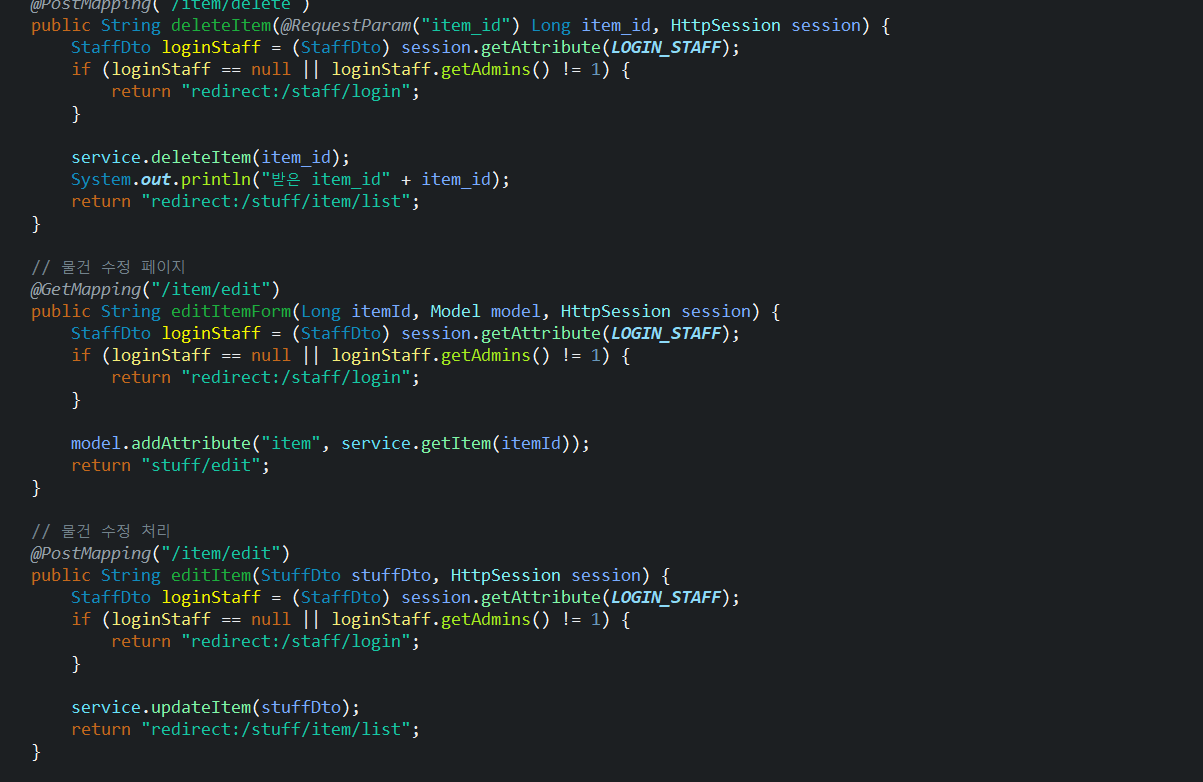 @PostMapping("/item/delete")
public String deleteItem(@RequestParam("item_id") Long item_id, HttpSession session) {
    StaffDto loginStaff = (StaffDto) session.getAttribute(LOGIN_STAFF);
    if (loginStaff == null || loginStaff.getAdmins() != 1) {
        return "redirect:/staff/login";
    }

    service.deleteItem(item_id);
    System.out.println("받은 item_id" + item_id);
    return "redirect:/stuff/item/list";
}

// 물건 수정 페이지
@GetMapping("/item/edit")
public String editItemForm(Long itemId, Model model, HttpSession session) {
    StaffDto loginStaff = (StaffDto) session.getAttribute(LOGIN_STAFF);
    if (loginStaff == null || loginStaff.getAdmins() != 1) {
        return "redirect:/staff/login";
    }

    model.addAttribute("item", service.getItem(itemId));
    return "stuff/edit";
}

// 물건 수정 처리
@PostMapping("/item/edit")
public String editItem(StuffDto stuffDto, HttpSession session) {
    StaffDto loginStaff = (StaffDto) session.getAttribute(LOGIN_STAFF);
    if (loginStaff == null || loginStaff.getAdmins() != 1) {
        return "redirect:/staff/login";
    }

    service.updateItem(stuffDto);
    return "redirect:/stuff/item/list";
}